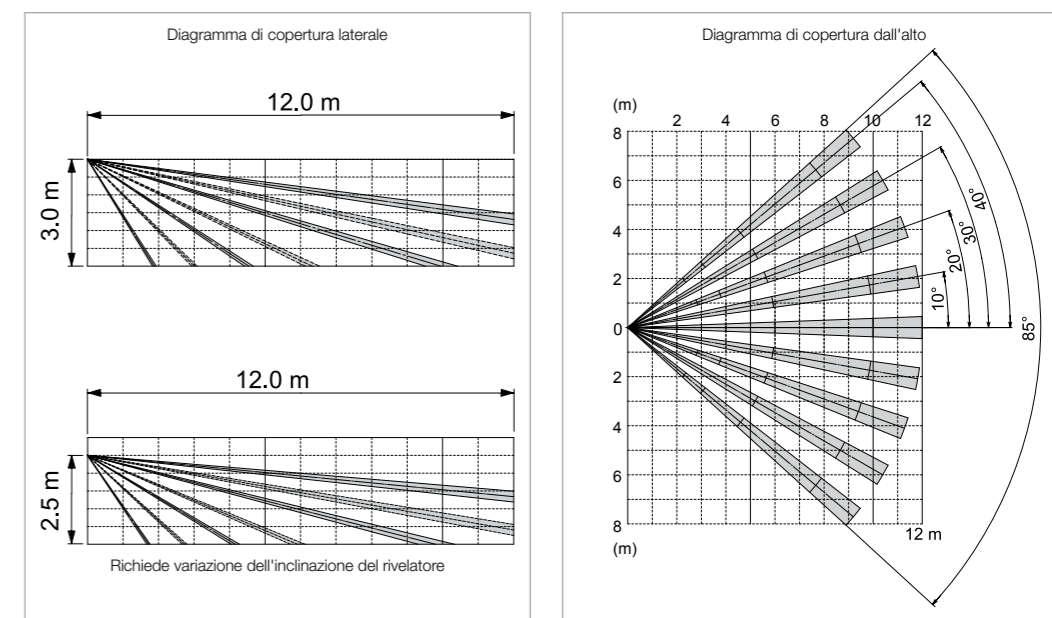 Diagramma di copertura laterale
12.0 m
3.0 m
12.0 m
2.5 m
Richiede variazione dell'inclinazione del rivelatore
Diagramma di copertura dall'alto
(m)
2 4 6 8 10 12
8
6
4
2
0
2
4
6
8
(m)
12 m
10°
20°
30°
40°
85°